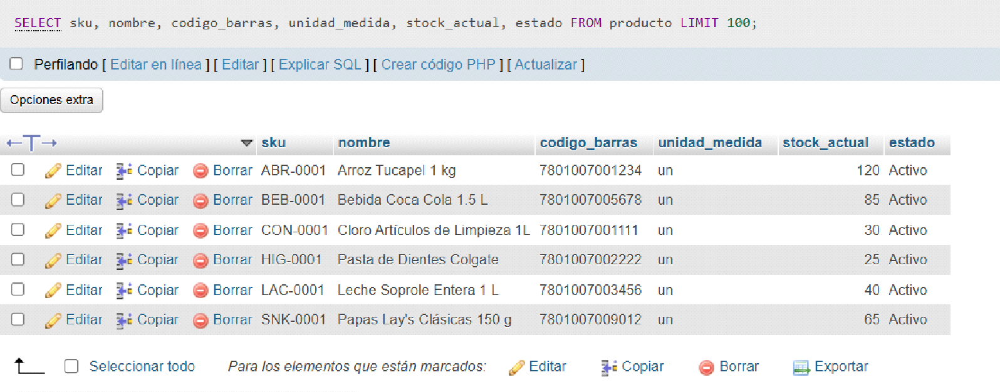 SELECT sku, nombre, codigo_barras, unidad_medida, stock_actual, estado FROM producto LIMIT 100;
Perfilando [ Editar en línea ] [ Editar ] [ Explicar SQL ] [ Crear código PHP ] [ Actualizar ]
Opciones extra
sku nombre codigo_barras unidad_medida stock_actual estado
Editar Copiar Borrar ABR-0001 Arroz Tucapel 1 kg 7801007001234 un 120 Activo
Editar Copiar Borrar BEB-0001 Bebida Coca Cola 1.5 L 7801007005678 un 85 Activo
Editar Copiar Borrar CON-0001 Cloro Artículos de Limpieza 1L 7801007001111 un 30 Activo
Editar Copiar Borrar HIG-0001 Pasta de Dientes Colgate 7801007002222 un 25 Activo
Editar Copiar Borrar LAC-0001 Leche Soprole Entera 1 L 7801007003456 un 40 Activo
Editar Copiar Borrar SNK-0001 Papas Lay's Clásicas 150 g 7801007009012 un 65 Activo
Seleccionar todo Para los elementos que están marcados: Editar Copiar Borrar Exportar